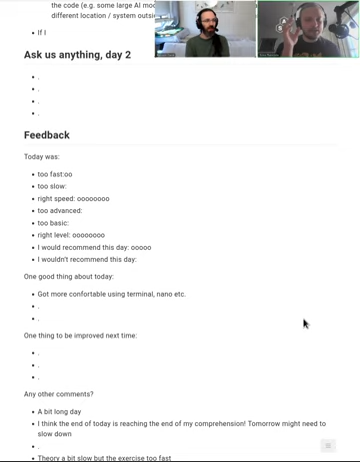 the code (e.g. some large AI mod
different location / system outsid
If I
Ask us anything, day 2
.
.
.
.
Feedback
Today was:
too fast:oo
too slow:
right speed: oooooooo
too advanced:
too basic:
right level: oooooooo
I would recommend this day: ooooo
I wouldn't recommend this day:
One good thing about today:
Got more confortable using terminal, nano etc.
.
.
One thing to be improved next time:
.
.
.
Any other comments?
A bit long day
I think the end of today is reaching the end of my comprehension! Tomorrow might need to
slow down
.
Theory a bit slow but the exercise too fast